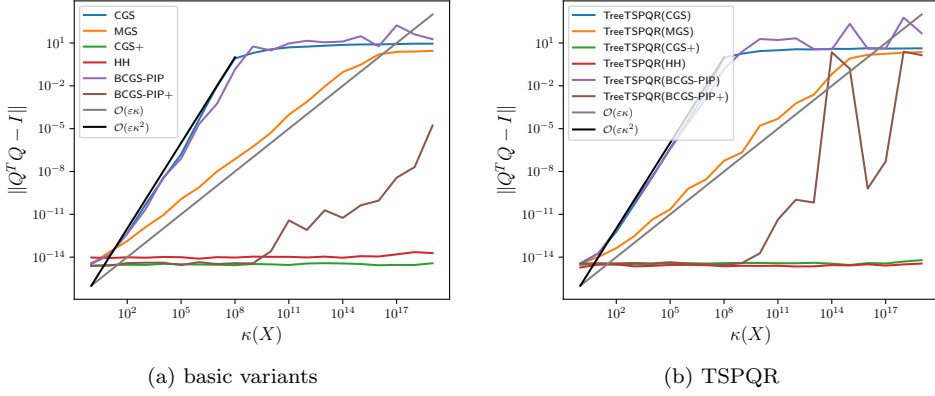 CGS
MGS
CGS+
HH
BCGS-PIP
BCGS-PIP+
O(εκ)
O(εκ²)
10¹
10⁻²
10⁻⁵
10⁻⁸
10⁻¹¹
10⁻¹⁴
||QᵀQ − I||
10² 10⁵ 10⁸ 10¹¹ 10¹⁴ 10¹⁷
κ(X)
(a) basic variants
TreeTSPQR(CGS)
TreeTSPQR(MGS)
TreeTSPQR(CGS+)
TreeTSPQR(HH)
TreeTSPQR(BCGS-PIP)
TreeTSPQR(BCGS-PIP+)
O(εκ)
O(εκ²)
10¹
10⁻²
10⁻⁵
10⁻⁸
10⁻¹¹
10⁻¹⁴
||QᵀQ − I||
10² 10⁵ 10⁸ 10¹¹ 10¹⁴ 10¹⁷
κ(X)
(b) TSPQR